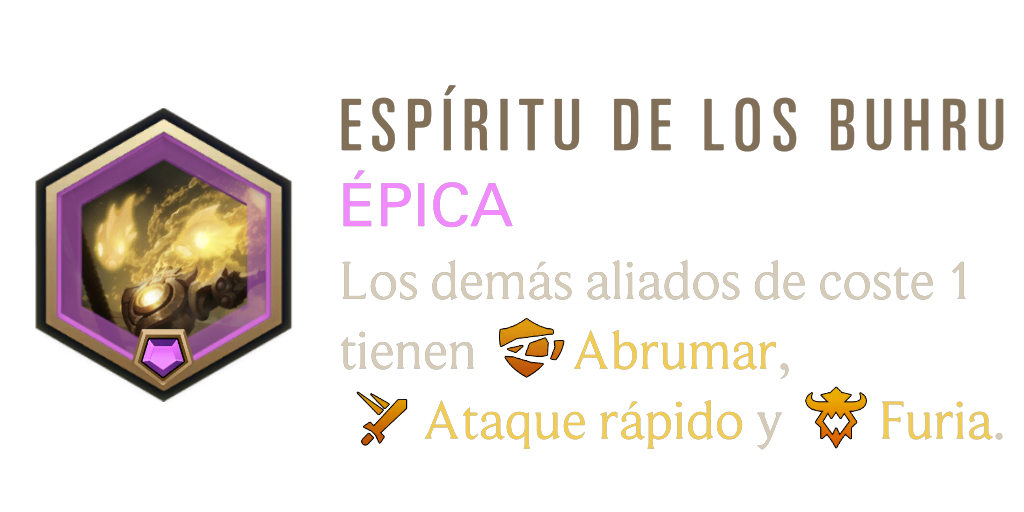 ESPÍRITU DE LOS BUHRU
ÉPICA
Los demás aliados de coste 1
tienen Abrumar,
Ataque rápido y Furia.